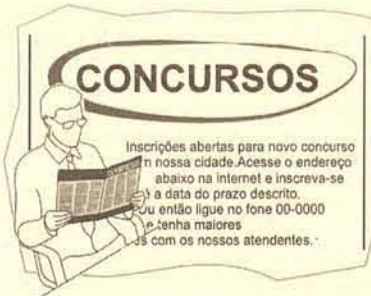 CONCURSOS
Inscrições abertas para novo concurso
nossa cidade.Acesse o endereço
abaixo na internet e inscreva-se
a data do prazo descrito.
então ligue no fone 00-0000
e tenha maiores
com os nossos atendentes.